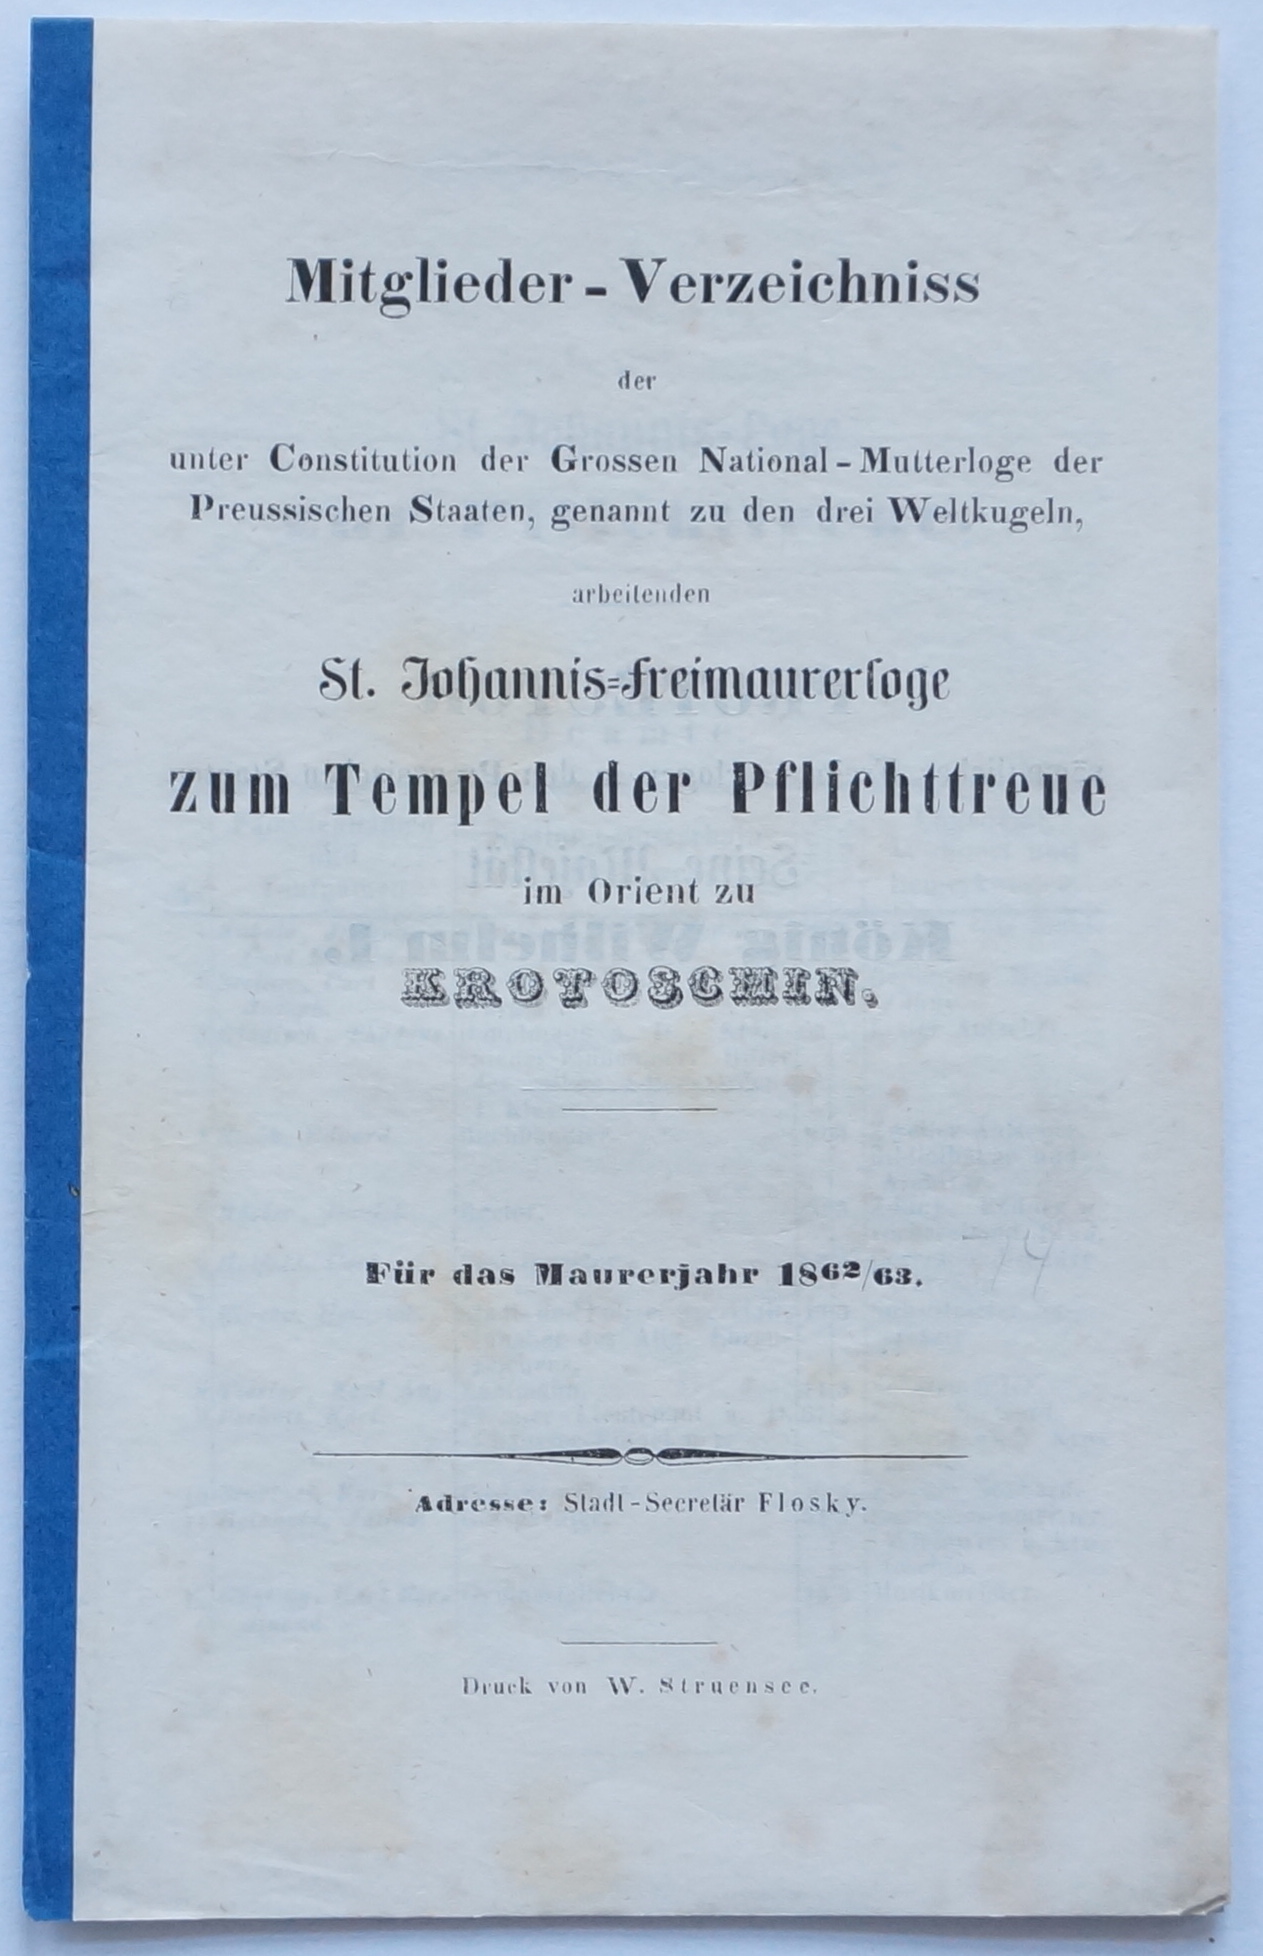 Mitglieder-Verzeichniss
der
unter Constitution der Grossen National-Mutterloge der
Preussischen Staaten, genannt zu den drei Weltkugeln,
arbeitenden
St. Johannis=Freimaurerloge
zum Tempel der Pflichttreue
im Orient zu
KROTOSCHIN.
Für das Maurerjahr 1862/63.
Adresse: Stadt-Secretär Flosky.
Druck von W. Struensee.